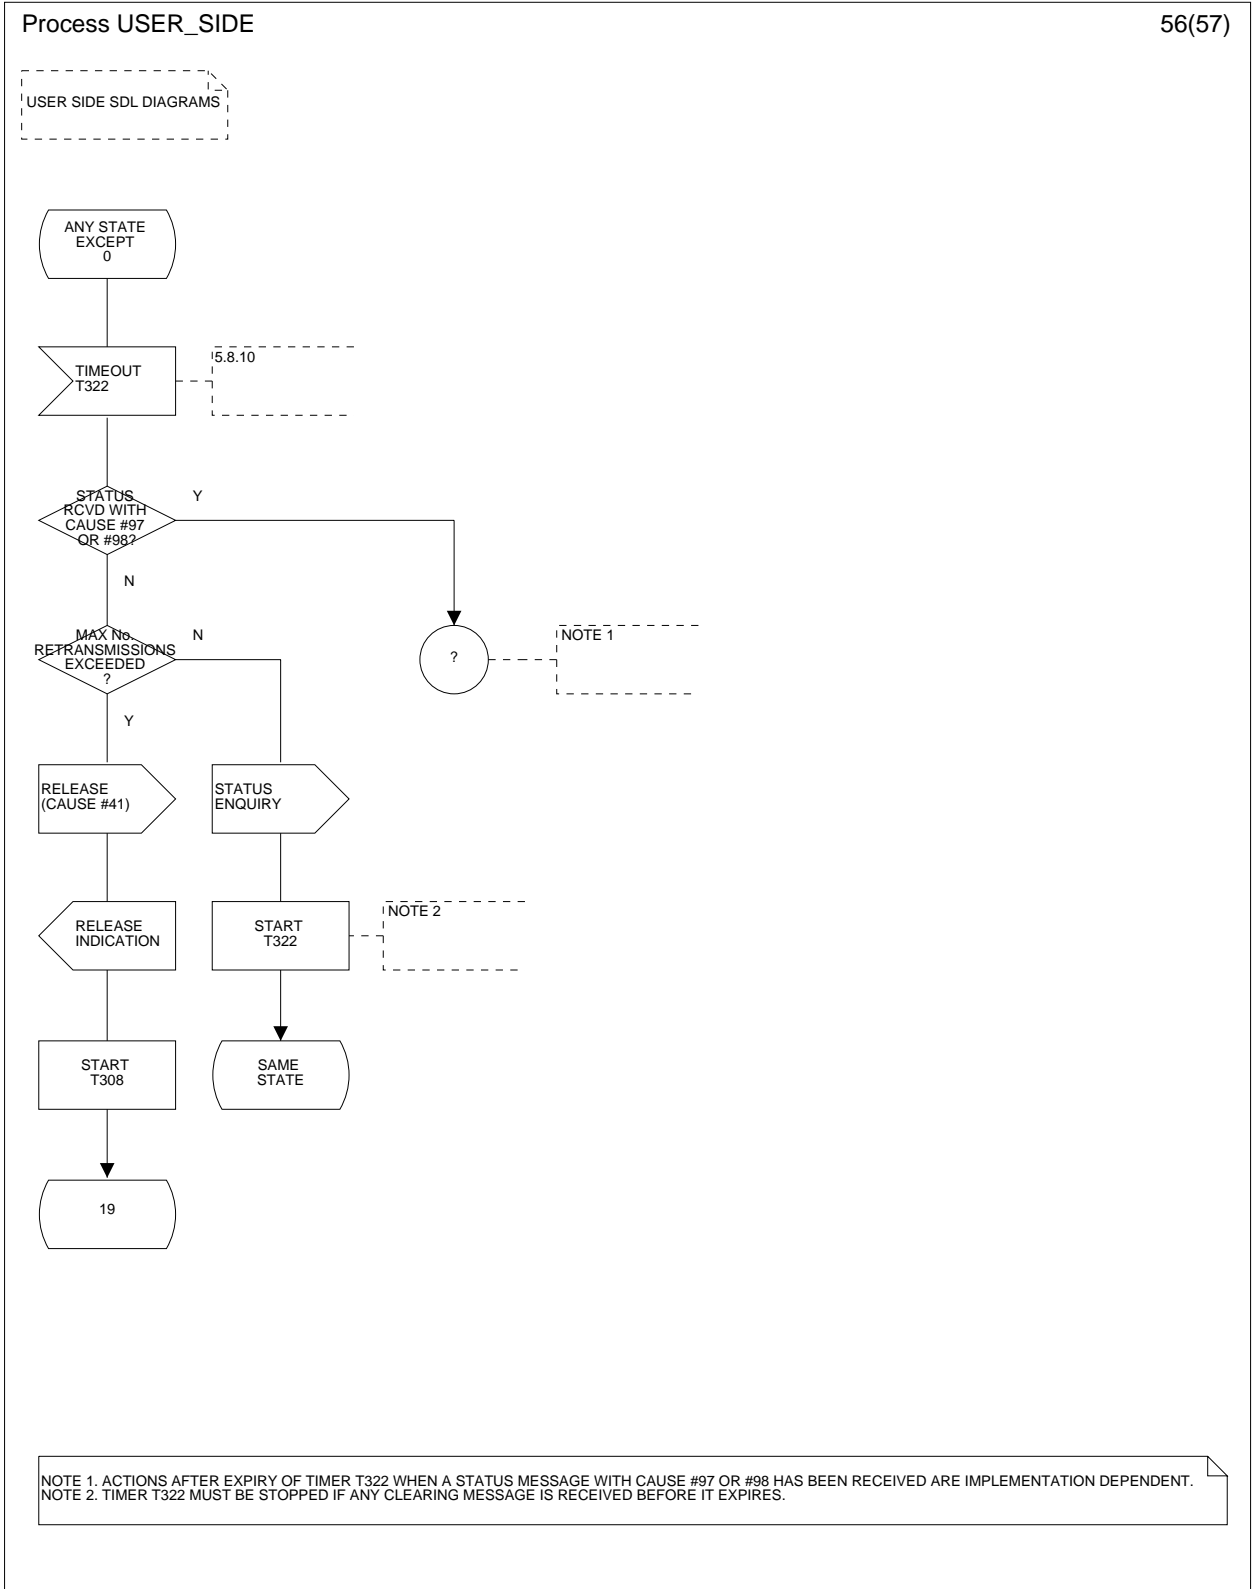 Process USER_SIDE
56(57)
USER SIDE SDL DIAGRAMS
ANY STATE
EXCEPT
0
TIMEOUT
T322
5.8.10
STATUS
RCVD WITH
CAUSE #97
OR #98?
Y
N
MAX No.
RETRANSMISSIONS
EXCEEDED
?
N
Y
?
NOTE 1
RELEASE
(CAUSE #41)
STATUS
ENQUIRY
RELEASE
INDICATION
START
T322
NOTE 2
START
T308
SAME
STATE
19
NOTE 1. ACTIONS AFTER EXPIRY OF TIMER T322 WHEN A STATUS MESSAGE WITH CAUSE #97 OR #98 HAS BEEN RECEIVED ARE IMPLEMENTATION DEPENDENT.
NOTE 2. TIMER T322 MUST BE STOPPED IF ANY CLEARING MESSAGE IS RECEIVED BEFORE IT EXPIRES.